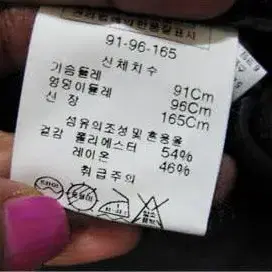 91-96-165
신체치수
가슴둘레 91Cm
엉덩이둘레 96Cm
신 장 165Cm
섬유의조성및혼용율
겉감 폴리에스터 54%
레이온 46%
취급주의